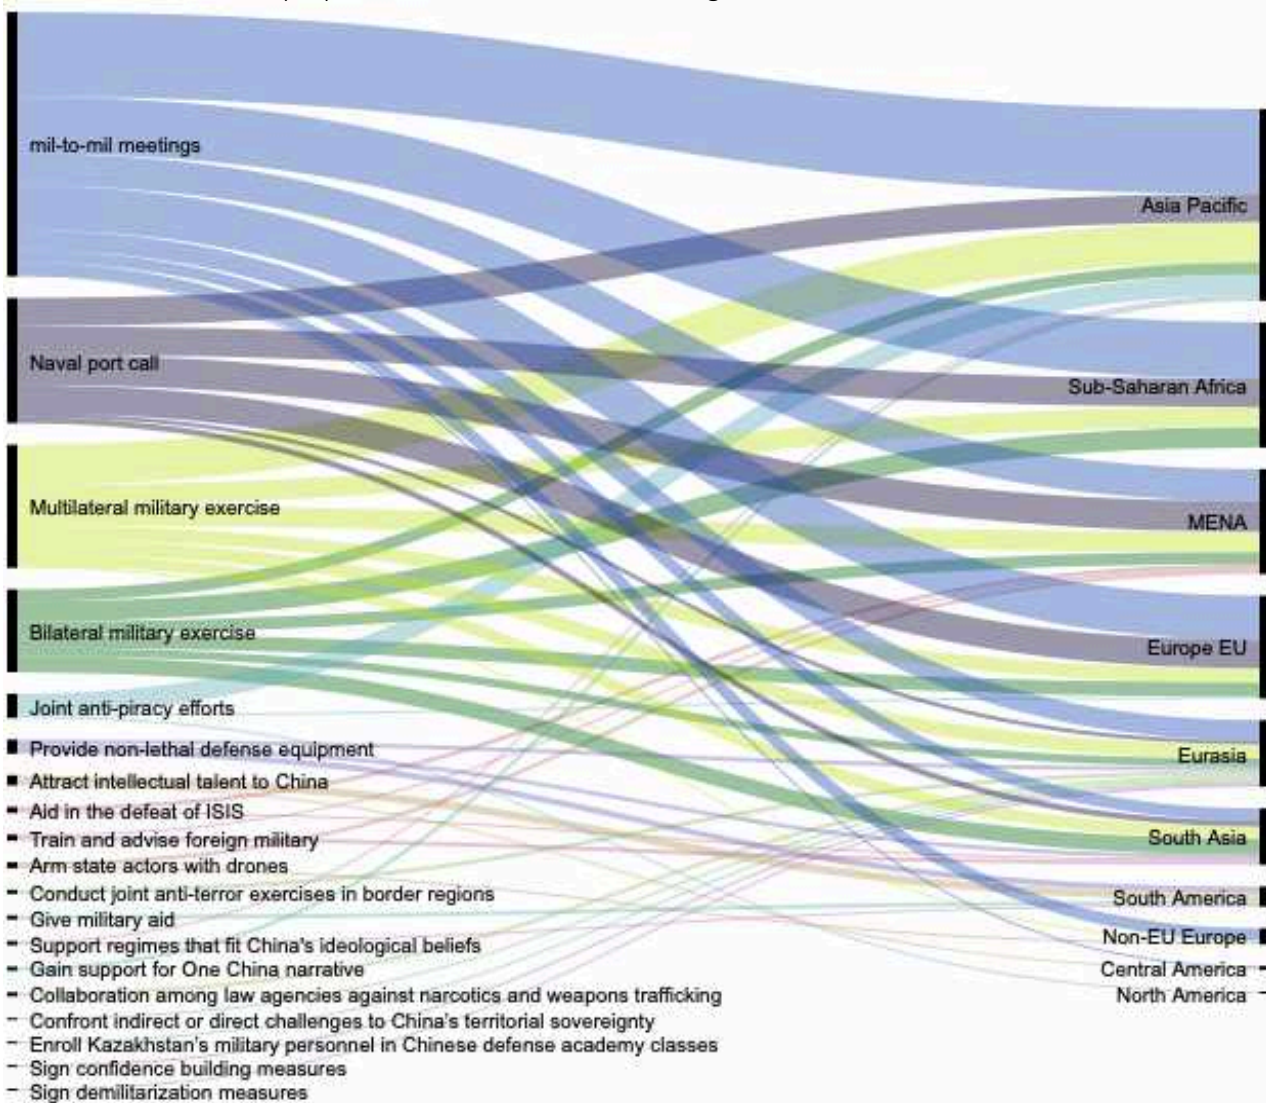 mil-to-mil meetings
Naval port call
Multilateral military exercise
Bilateral military exercise
Joint anti-piracy efforts
Provide non-lethal defense equipment
Attract intellectual talent to China
Aid in the defeat of ISIS
Train and advise foreign military
Arm state actors with drones
Conduct joint anti-terror exercises in border regions
Give military aid
Support regimes that fit China's ideological beliefs
Gain support for One China narrative
Collaboration among law agencies against narcotics and weapons trafficking
Confront indirect or direct challenges to China's territorial sovereignty
Enroll Kazakhstan's military personnel in Chinese defense academy classes
Sign confidence building measures
Sign demilitarization measures
Asia Pacific
Sub-Saharan Africa
MENA
Europe EU
Eurasia
South Asia
South America
Non-EU Europe
Central America
North America